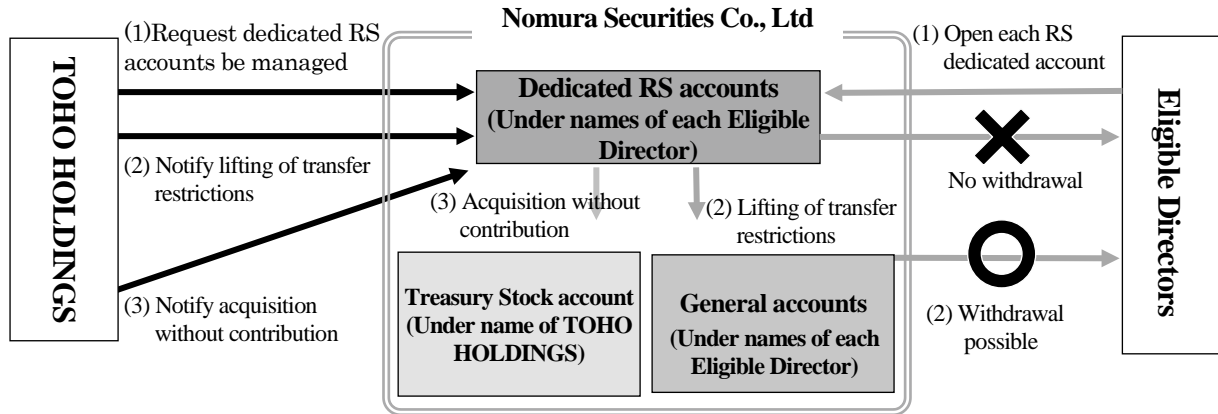 Nomura Securities Co., Ltd
TOHO HOLDINGS
(1)Request dedicated RS
accounts be managed
(2) Notify lifting of transfer
restrictions
(3) Notify acquisition
without contribution
Dedicated RS accounts
(Under names of each Eligible
Director)
(3) Acquisition without
contribution
(2) Lifting of transfer
restrictions
Treasury Stock account
(Under name of TOHO
HOLDINGS)
General accounts
(Under names of each
Eligible Director)
(1) Open each RS
dedicated account
No withdrawal
(2) Withdrawal
possible
Eligible Directors